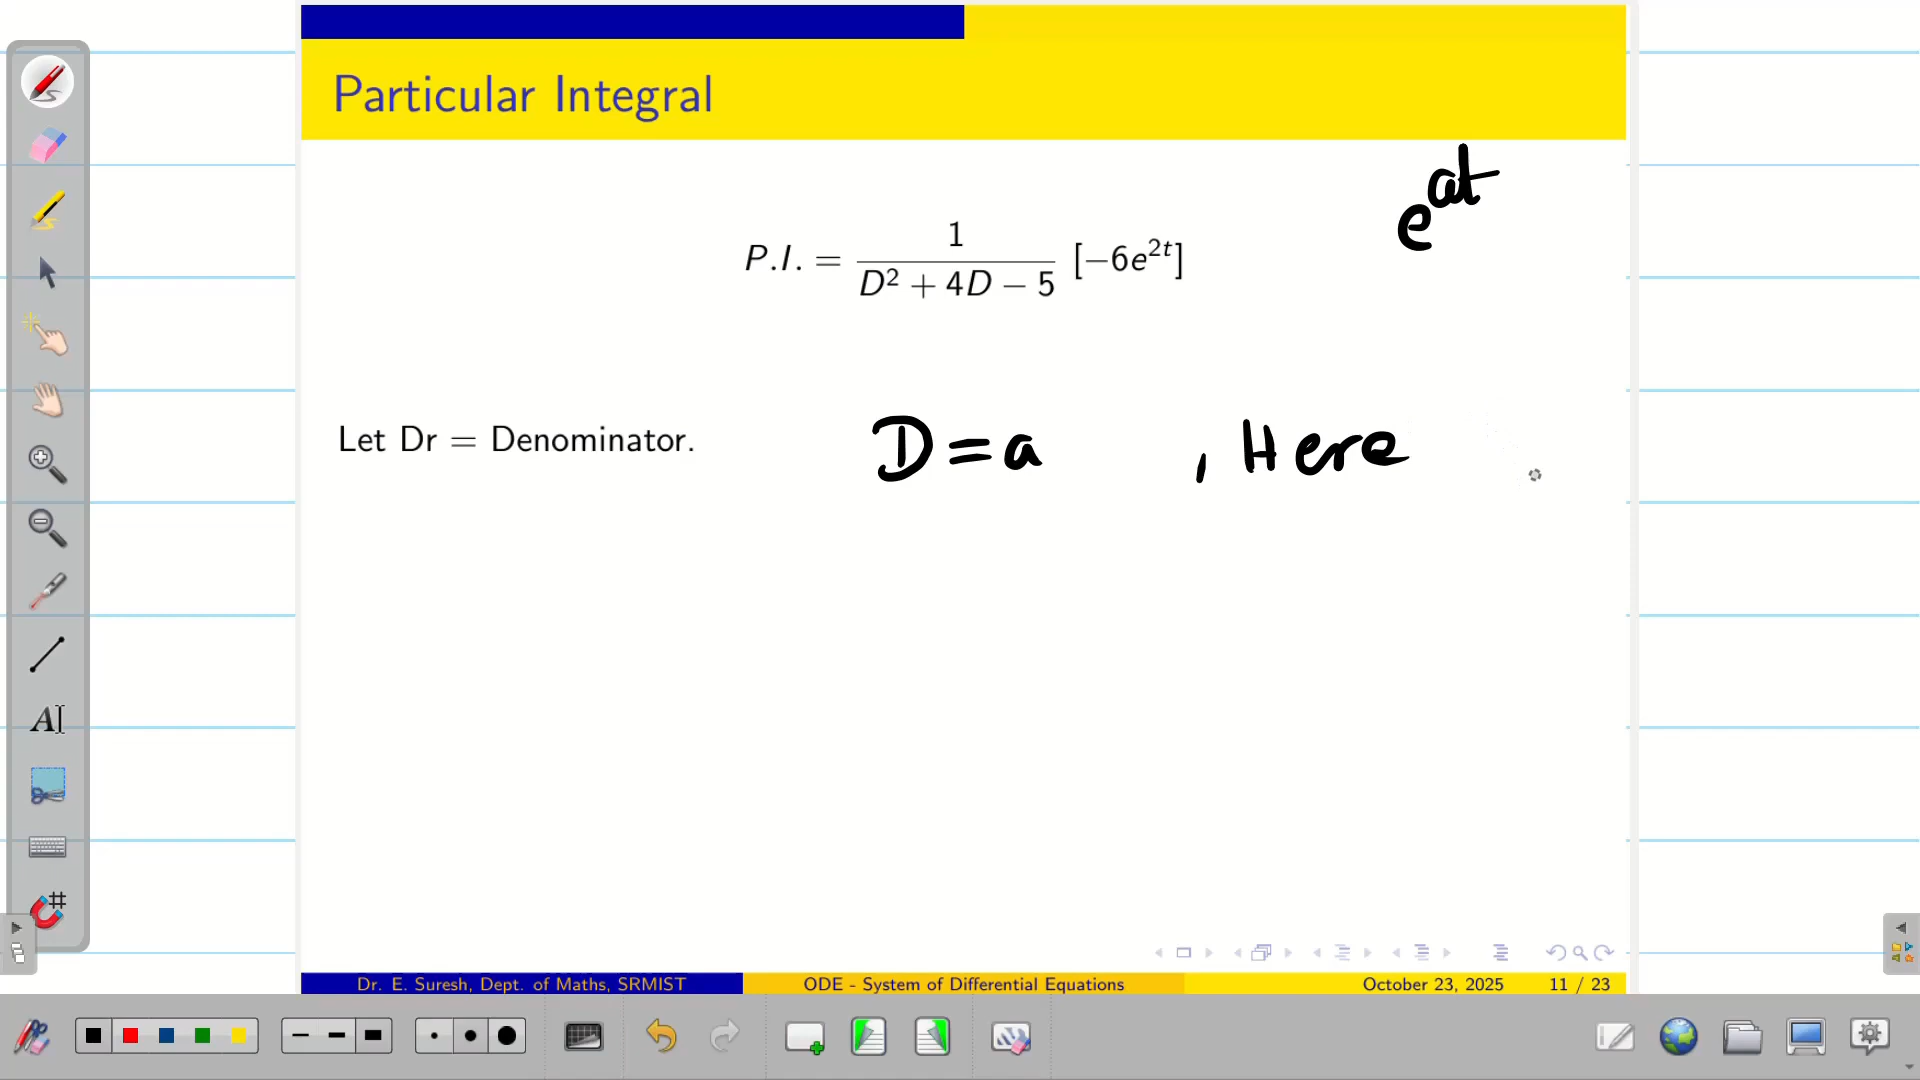 Particular Integral
e^{at}
P.I. = \frac{1}{D^2 + 4D - 5} [-6e^{2t}]
Let Dr = Denominator. D = a , Here
Dr. E. Suresh, Dept. of Maths, SRMIST ODE - System of Differential Equations October 23, 2025 11 / 23